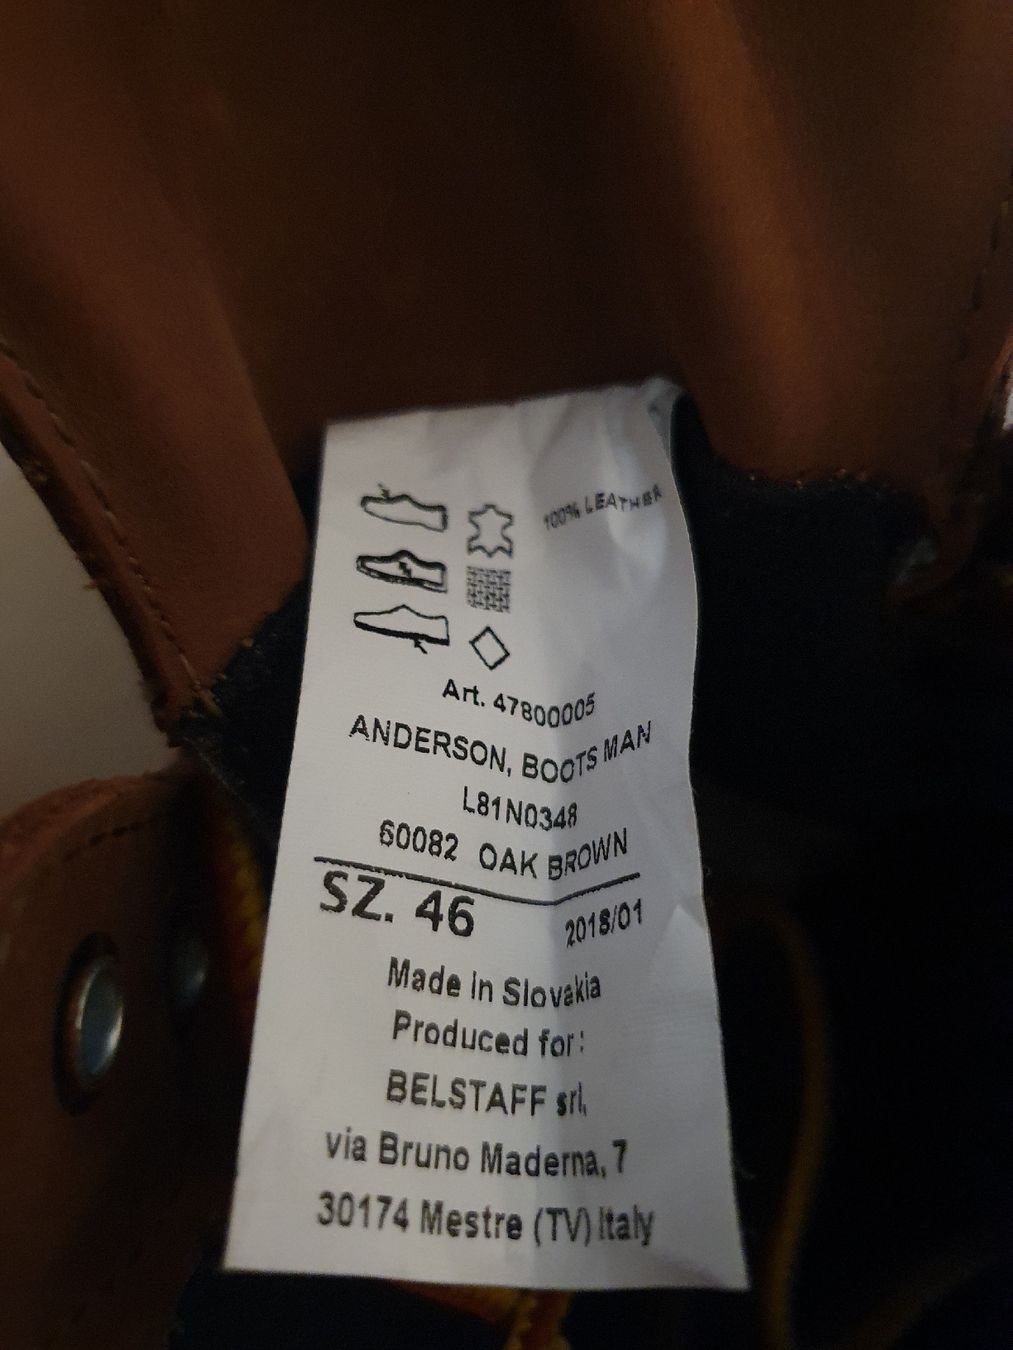 100% LEATHER
Art. 47800005
ANDERSON, BOOTS MAN
L81N0348
60082 OAK BROWN
SZ. 46 2018/01
Made in Slovakia
Produced for:
BELSTAFF srl,
via Bruno Maderna, 7
30174 Mestre (TV) Italy